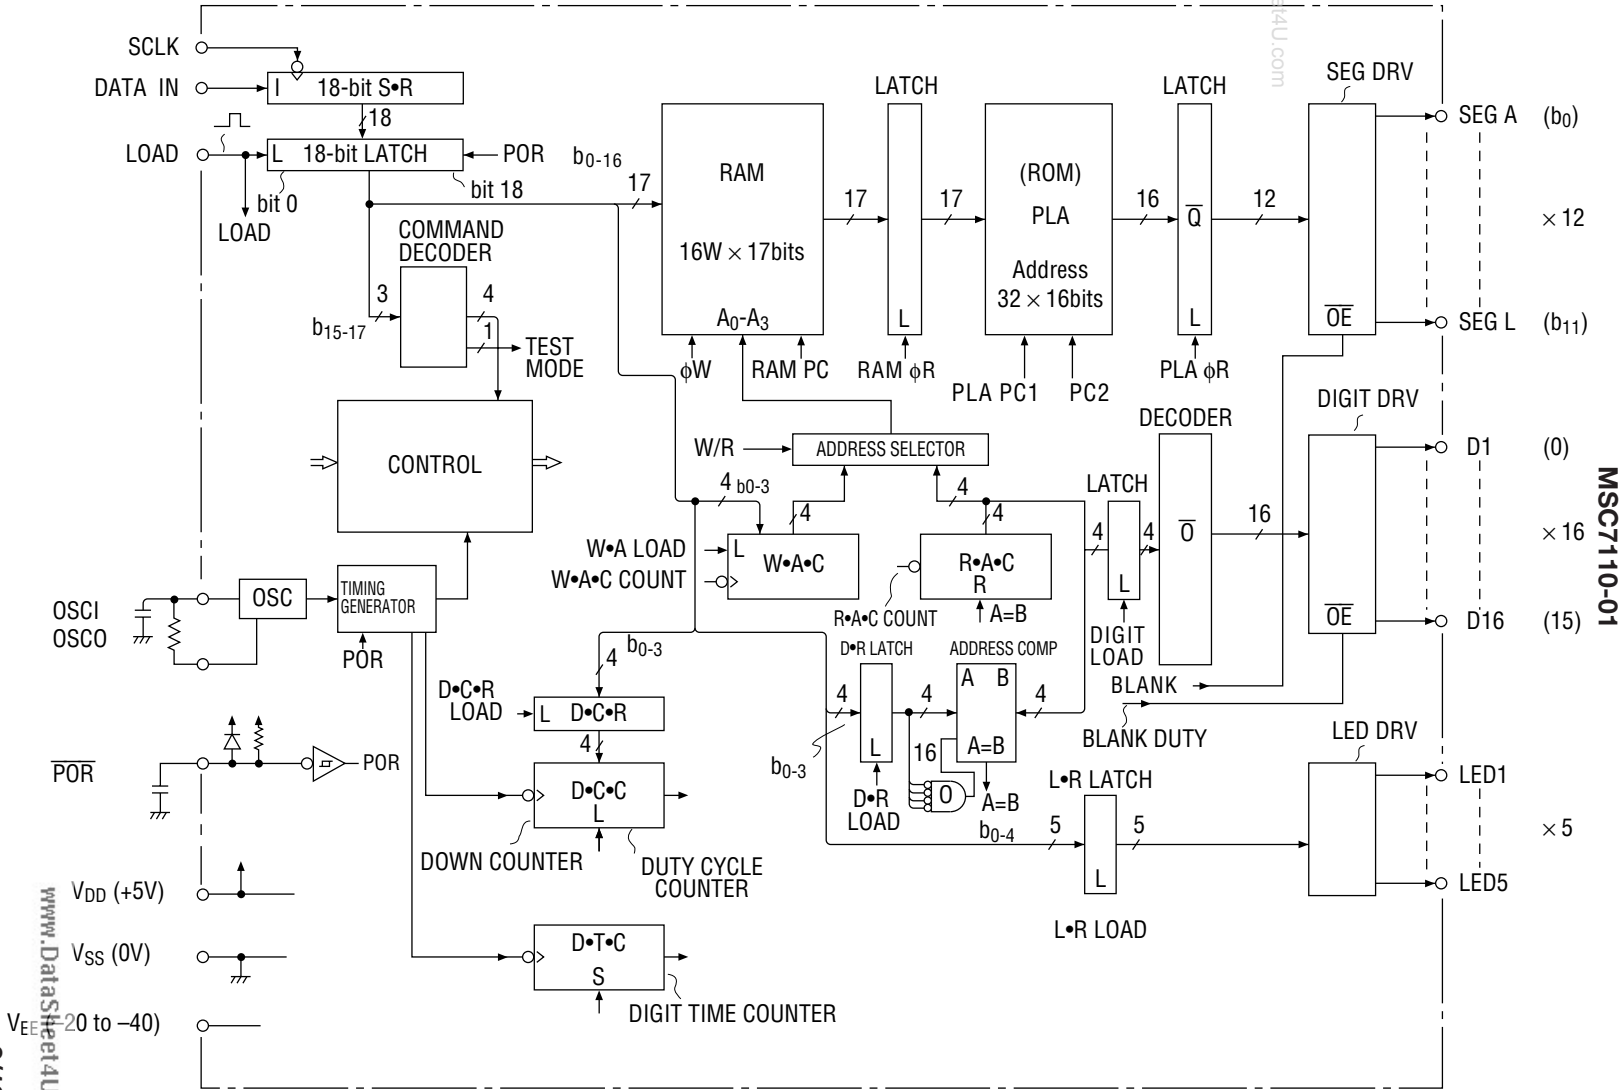 SCLK
DATA IN
LOAD
I 18-bit S•R
18
L 18-bit LATCH
POR
bit 0
bit 18
LOAD
COMMAND
DECODER
3
4
1
b15-17
TEST
MODE
CONTROL
OSCI
OSCO
OSC
TIMING
GENERATOR
POR
P̅O̅R̅
POR
VDD (+5V)
VSS (0V)
20 to –40)
b0-16
17
RAM
16W × 17bits
A0-A3
ϕW
RAM PC
17
LATCH
L
RAM ϕR
17
(ROM)
PLA
Address
32 × 16bits
PLA PC1
PC2
16
LATCH
Q̅
L
PLA ϕR
12
SEG DRV
O̅E̅
SEG A (b0)
× 12
SEG L (b11)
W/R
ADDRESS SELECTOR
4 b0-3
4
4
4
W•A LOAD
W•A•C COUNT
L
W•A•C
R•A•C
R
R•A•C COUNT
A=B
LATCH
4
4
L
DIGIT
LOAD
DECODER
O̅
16
DIGIT DRV
O̅E̅
D1 (0)
× 16
D16 (15)
BLANK
BLANK DUTY
b0-3
4
D•C•R
LOAD
L D•C•R
4
D•C•C
L
DOWN COUNTER
DUTY CYCLE
COUNTER
D•T•C
S
DIGIT TIME COUNTER
D•R LATCH
4
L
b0-3
D•R
LOAD
4
ADDRESS COMP
A B
A=B
4
16
O
A=B
b0-4
5
L•R LATCH
L
5
L•R LOAD
LED DRV
LED1
× 5
LED5
MSC7110-01
www.DataSheet4U
et4U.com